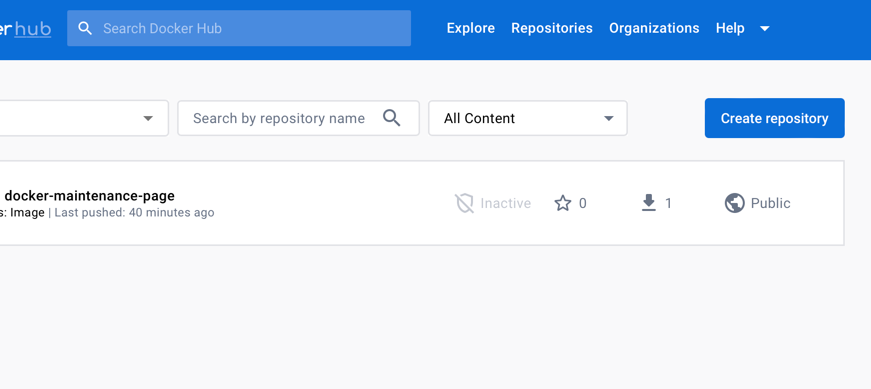 er hub Search Docker Hub Explore Repositories Organizations Help
Search by repository name All Content Create repository
docker-maintenance-page
s: Image | Last pushed: 40 minutes ago
Inactive 0 1 Public